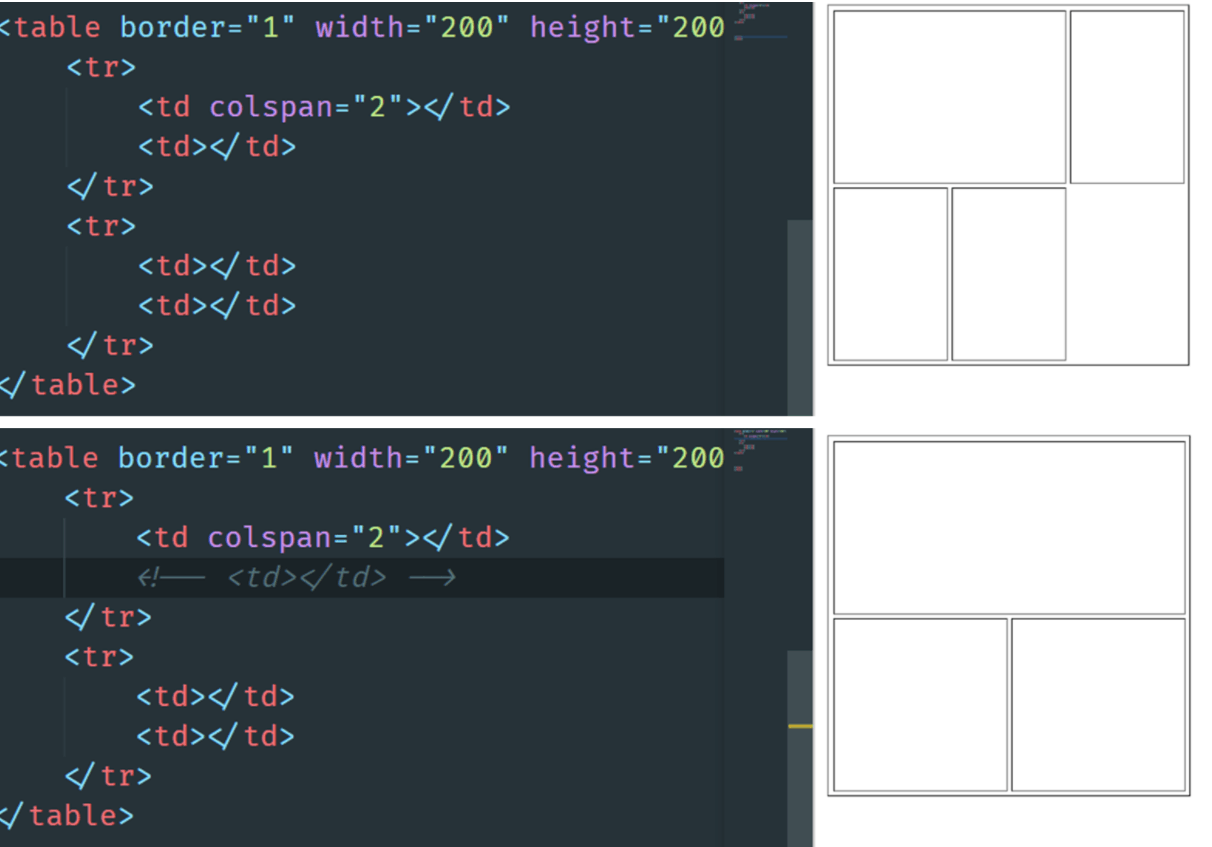 <table border="1" width="200" height="200
<tr>
<td colspan="2"></td>
<td></td>
</tr>
<tr>
<td></td>
<td></td>
</tr>
</table>
<table border="1" width="200" height="200
<tr>
<td colspan="2"></td>
<!-- <td></td> -->
</tr>
<tr>
<td></td>
<td></td>
</tr>
</table>